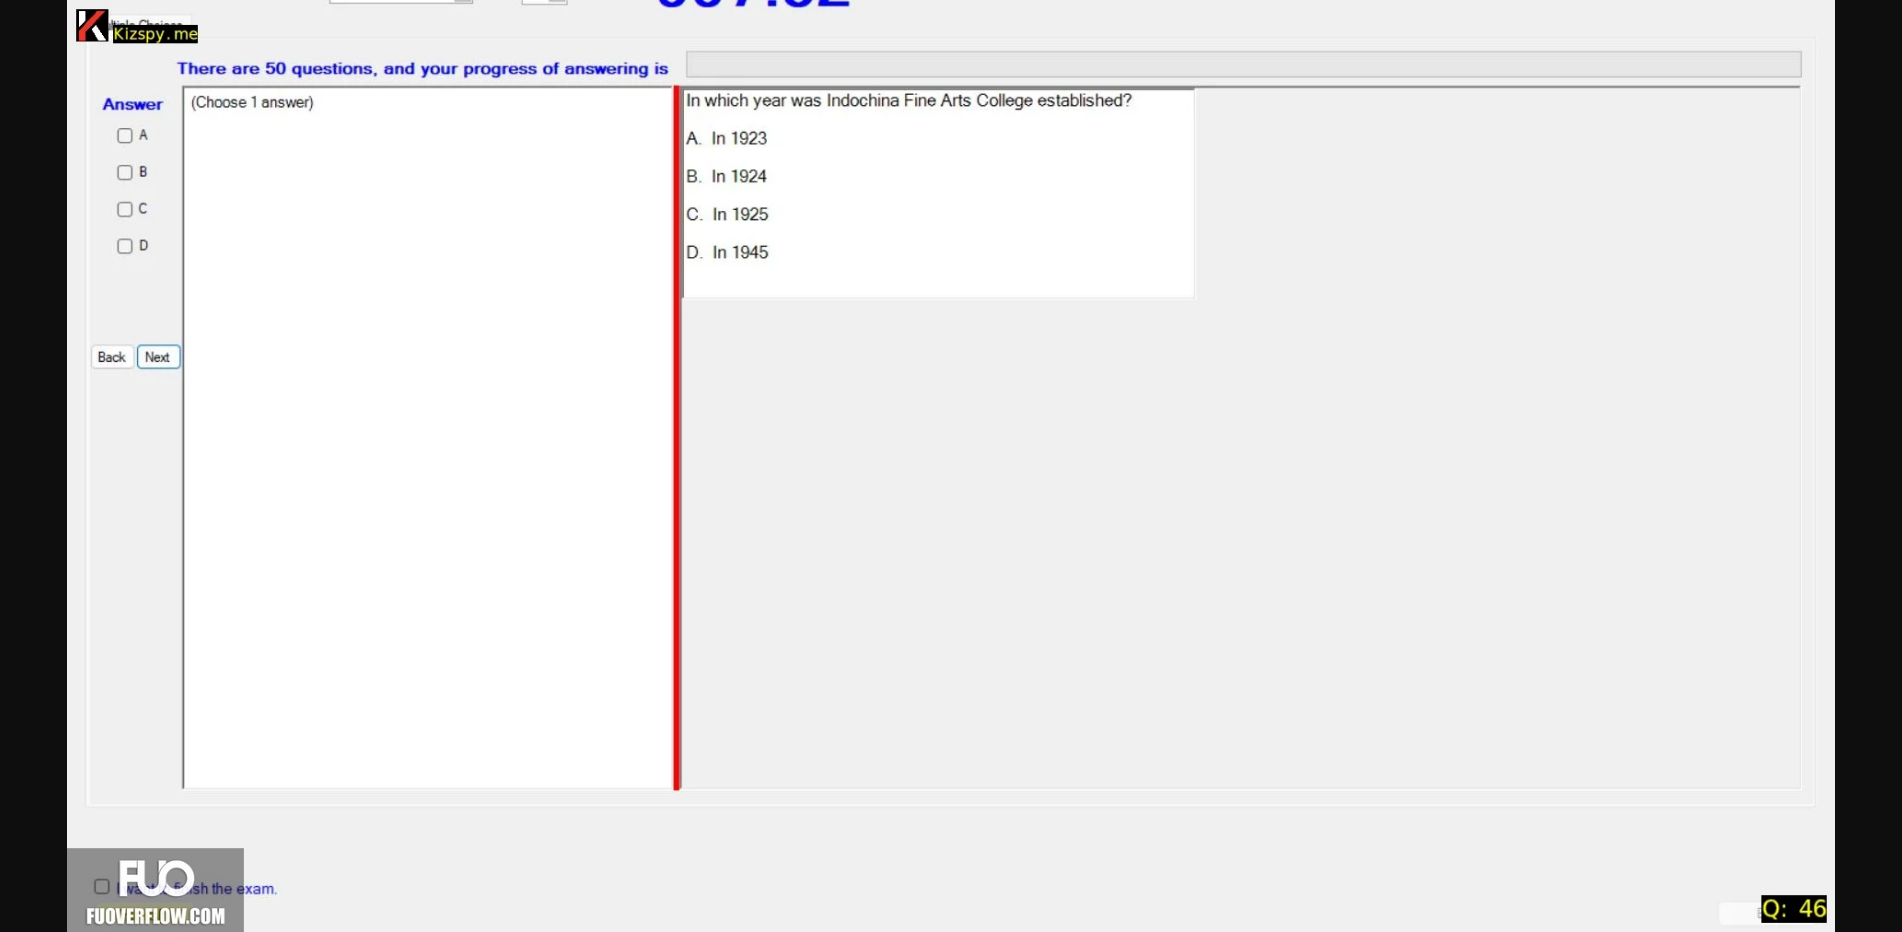 Kizspy.me
There are 50 questions, and your progress of answering is
Answer
(Choose 1 answer)
A
B
C
D
Back Next
In which year was Indochina Fine Arts College established?
A. In 1923
B. In 1924
C. In 1925
D. In 1945
FUO
sh the exam.
FUOVERFLOW.COM
Q: 46